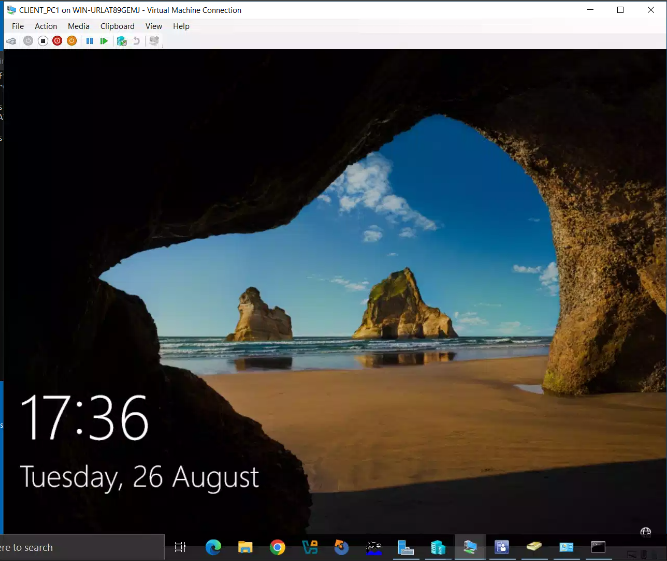 CLIENT_PC1 on WIN-URLAT89GEMJ - Virtual Machine Connection
File Action Media Clipboard View Help
17:36
Tuesday, 26 August
ere to search